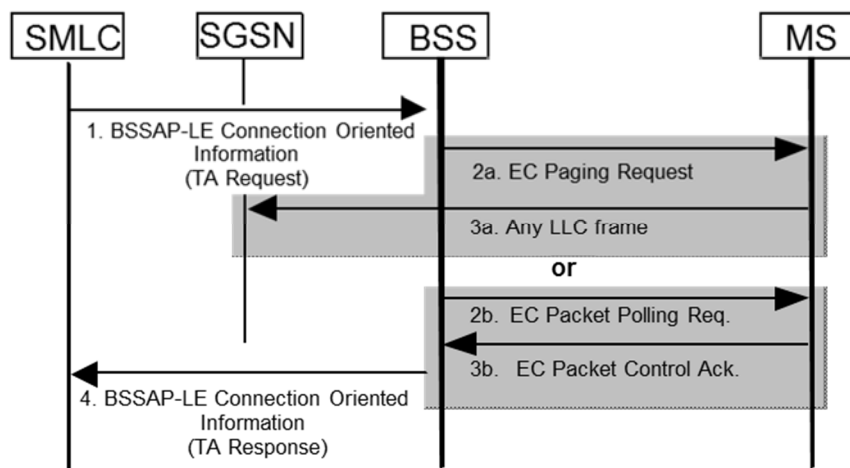 SMLC
SGSN
BSS
MS
1. BSSAP-LE Connection Oriented
Information
(TA Request)
2a. EC Paging Request
3a. Any LLC frame
or
2b. EC Packet Polling Req.
3b. EC Packet Control Ack.
4. BSSAP-LE Connection Oriented
Information
(TA Response)